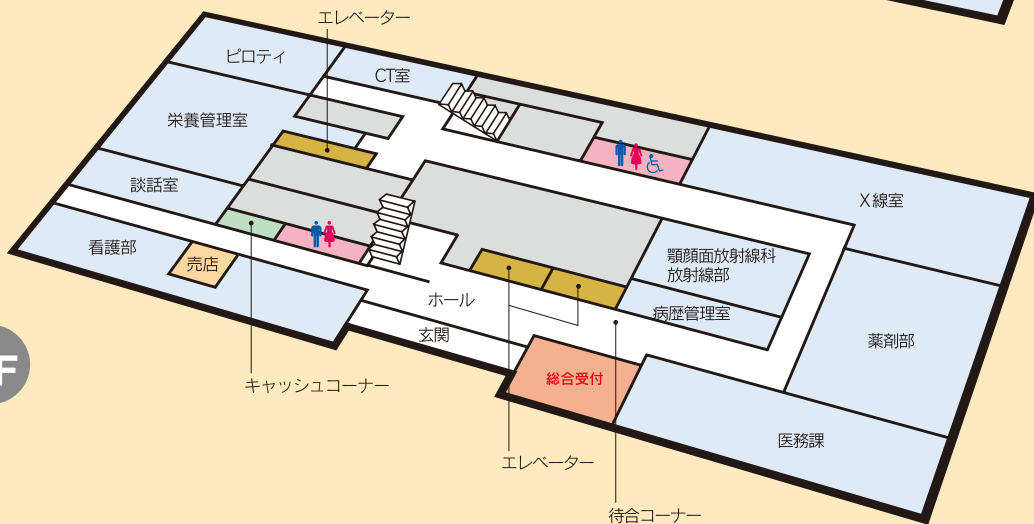 エレベーター
ピロティ
CT室
栄養管理室
談話室
X線室
看護部
売店
顎顔面放射線科
放射線部
ホール
病歴管理室
玄関
薬剤部
F
総合受付
キャッシュコーナー
医務課
エレベーター
待合コーナー